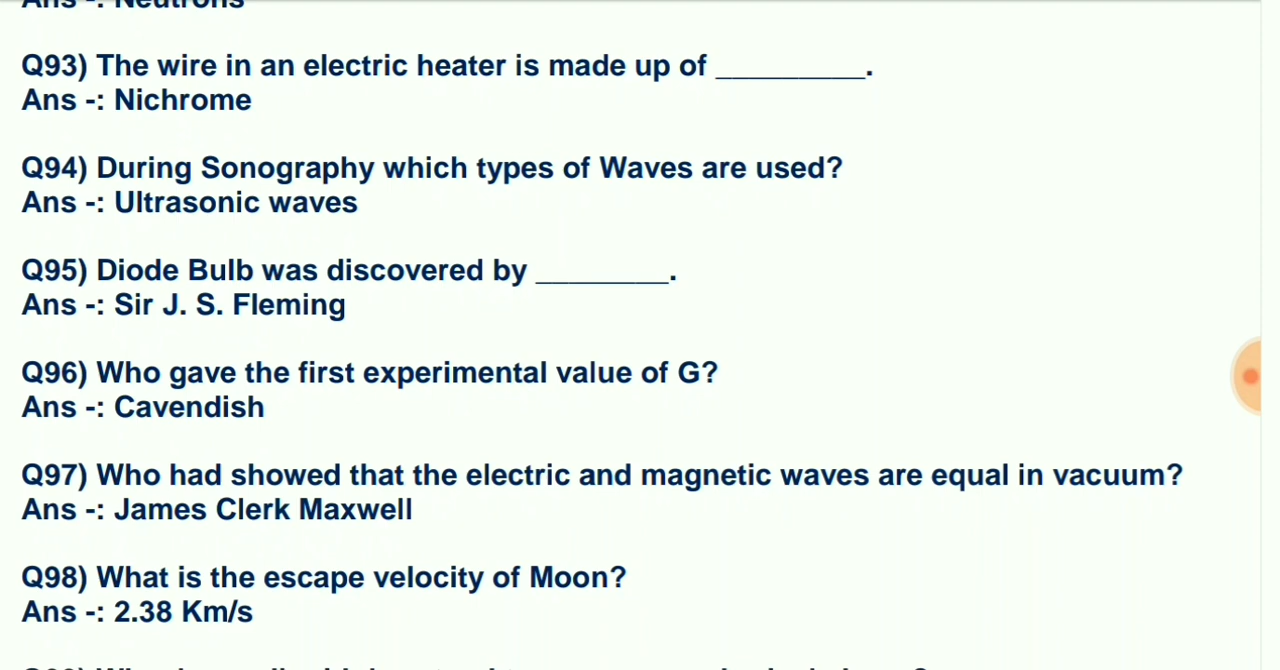 Ans -: Neutrons
Q93) The wire in an electric heater is made up of _________.
Ans -: Nichrome
Q94) During Sonography which types of Waves are used?
Ans -: Ultrasonic waves
Q95) Diode Bulb was discovered by ________.
Ans -: Sir J. S. Fleming
Q96) Who gave the first experimental value of G?
Ans -: Cavendish
Q97) Who had showed that the electric and magnetic waves are equal in vacuum?
Ans -: James Clerk Maxwell
Q98) What is the escape velocity of Moon?
Ans -: 2.38 Km/s